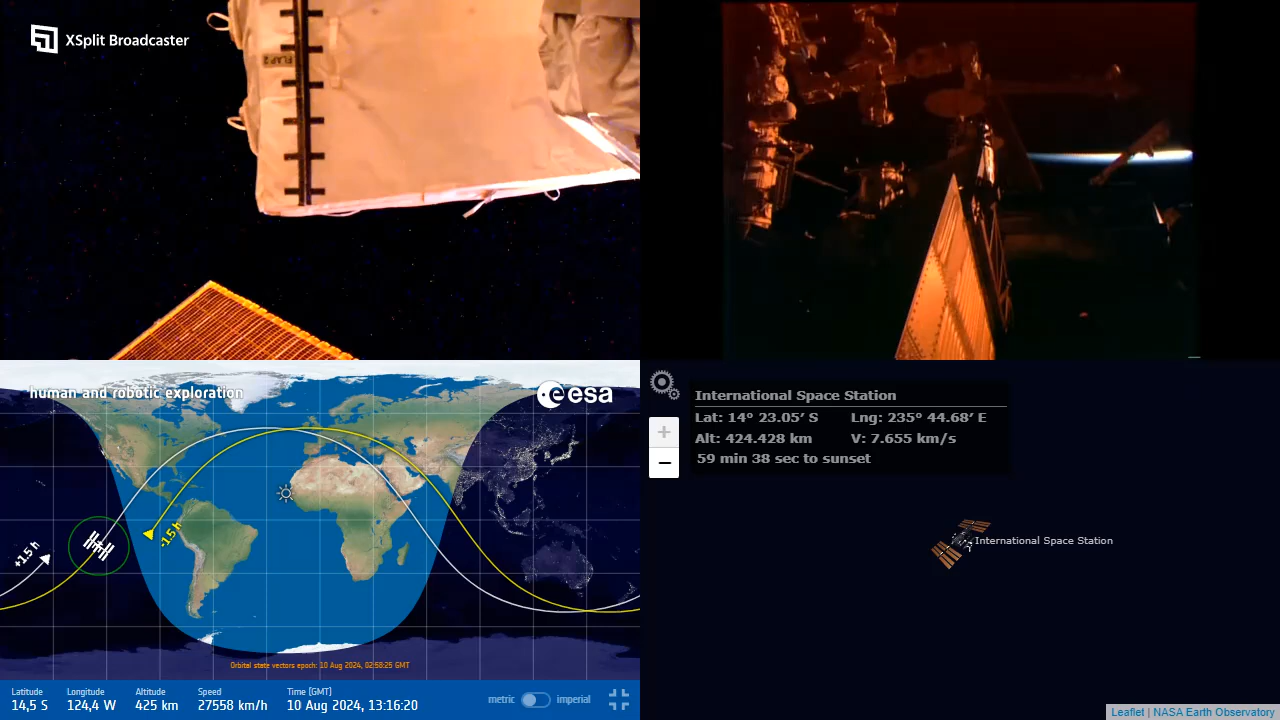 XSplit Broadcaster
FLAP 2
human and robotic exploration
esa
+1.5 h
-1.5 h
Orbital state vectors epoch: 10 Aug 2024, 02:58:25 GMT
Latitude
14,5 S
Longitude
124,4 W
Altitude
425 km
Speed
27558 km/h
Time (GMT)
10 Aug 2024, 13:16:20
metric
imperial
+
−
International Space Station
Lat: 14° 23.05′ S Lng: 235° 44.68′ E
Alt: 424.428 km V: 7.655 km/s
59 min 38 sec to sunset
International Space Station
Leaflet | NASA Earth Observatory